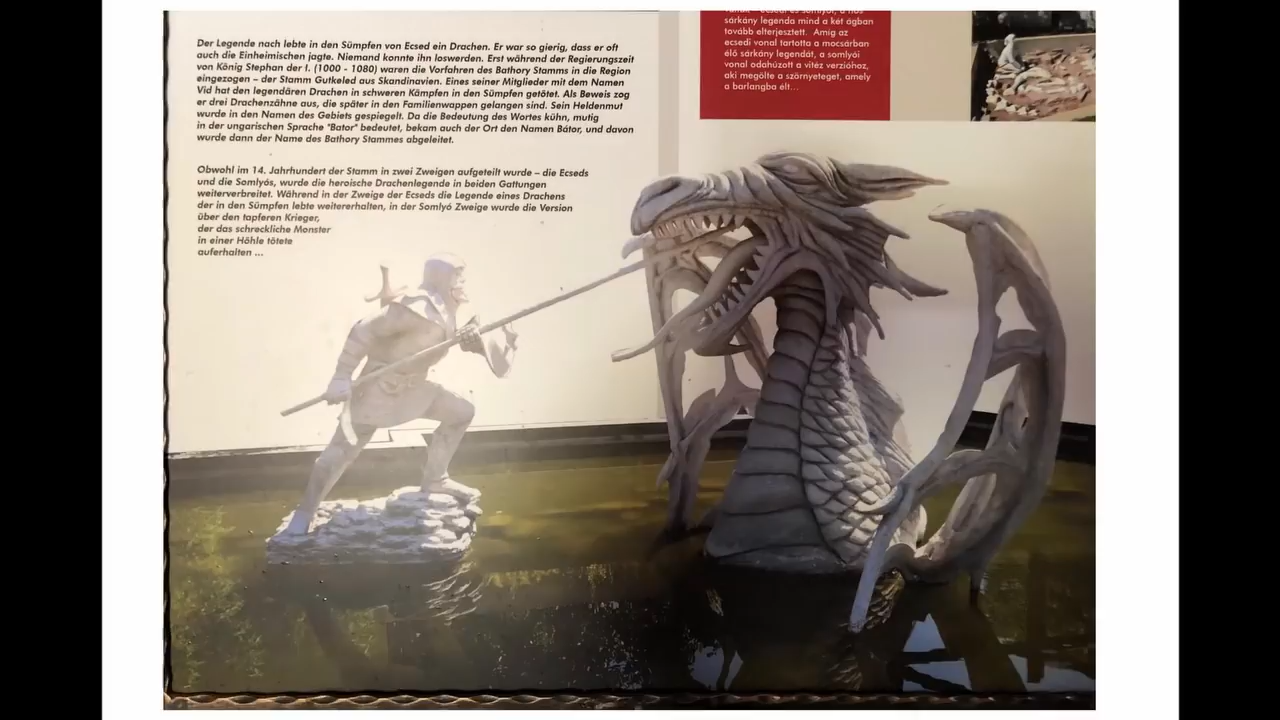 Der Legende nach lebte in den Sümpfen von Ecsed ein Drachen. Er war so gierig, dass er oft
auch die Einheimischen jagte. Niemand konnte ihn loswerden. Erst während der Regierungszeit
von König Stephan der I. (1000 - 1080) waren die Vorfahren des Bathory Stamms in die Region
eingezogen – der Stamm Gutkeled aus Skandinavien. Eines seiner Mitglieder mit dem Namen
Vid hat den legendären Drachen in schweren Kämpfen in den Sümpfen getötet. Als Beweis zog
er drei Drachenzähne aus, die später in den Familienwappen gelangen sind. Sein Heldenmut
wurde in den Namen des Gebiets gespiegelt. Da die Bedeutung des Wortes kühn, mutig
in der ungarischen Sprache "Bator" bedeutet, bekam auch der Ort den Namen Bátor, und davon
wurde dann der Name des Bathory Stammes abgeleitet.
Obwohl im 14. Jahrhundert der Stamm in zwei Zweigen aufgeteilt wurde – die Ecseds
und die Somlyós, wurde die heroische Drachenlegende in beiden Gattungen
weiterverbreitet. Während in der Zweige der Ecseds die Legende eines Drachens
der in den Sümpfen lebte weitererhalten, in der Somlyó Zweige wurde die Version
über den tapferen Krieger,
der das schreckliche Monster
in einer Höhle tötete
auferhalten ...
sárkány legenda mind a két ágban
tovább elterjesztett. Amíg az
ecsedi vonal tartotta a mocsárban
élő sárkány legendát, a somlyói
vonal odahúzott a vitéz verzióhoz,
aki megölte a szörnyeteget, amely
a barlangba élt...